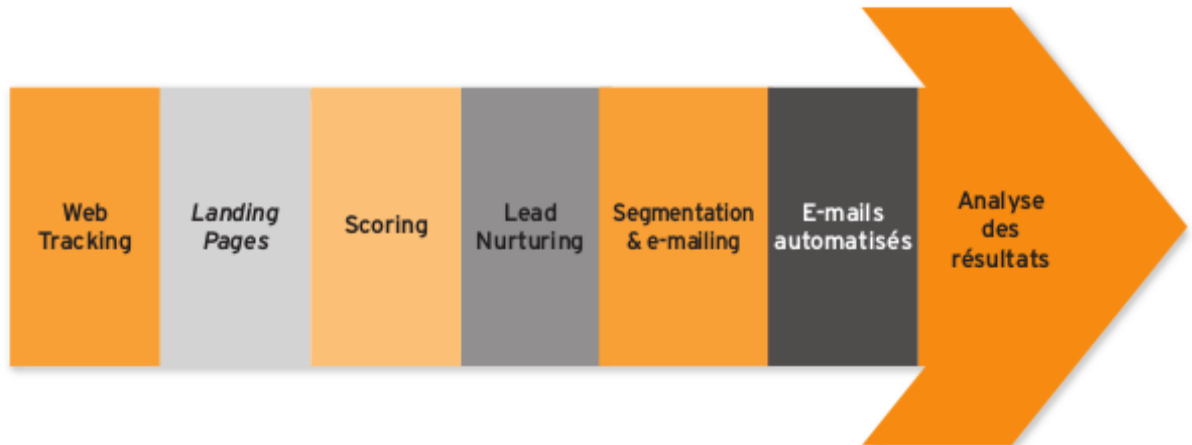 Web
Tracking
Landing
Pages
Scoring
Lead
Nurturing
Segmentation
& e-mailing
E-mails
automatisés
Analyse
des
résultats